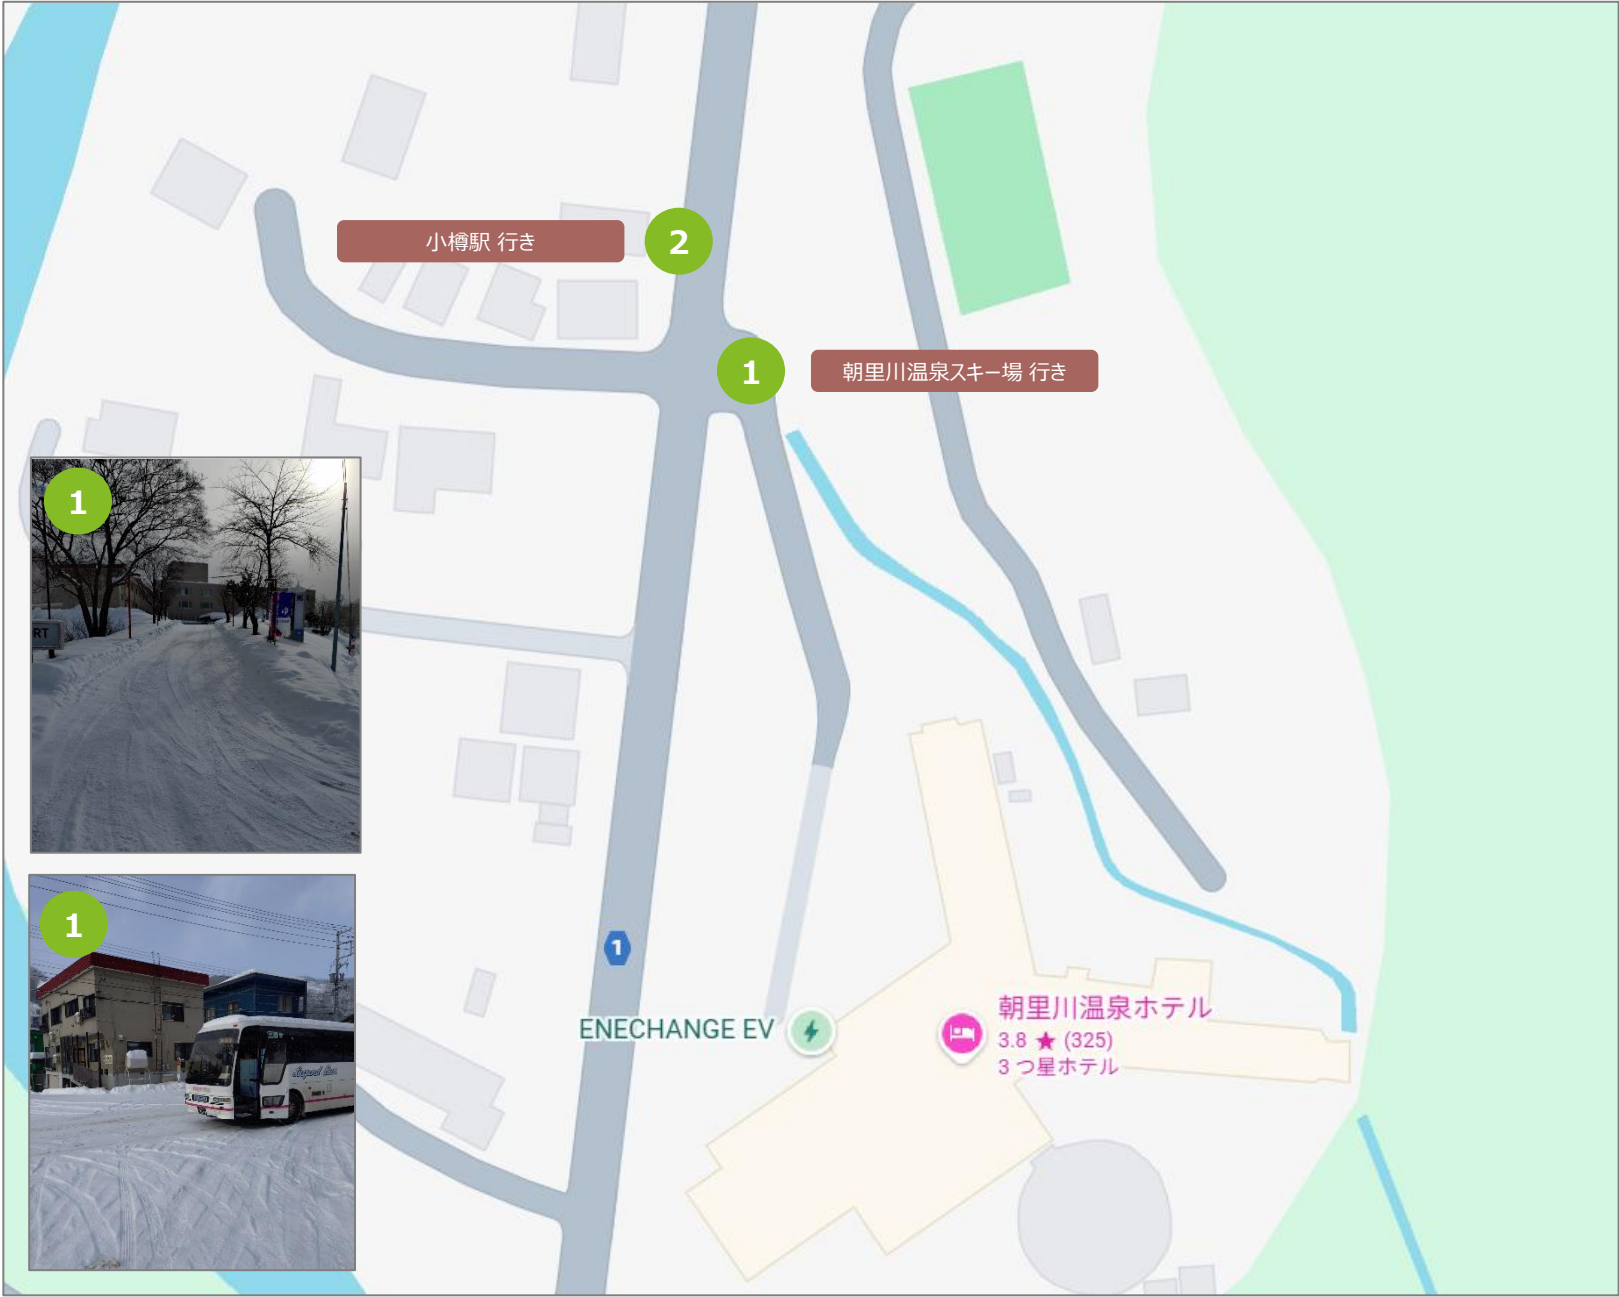 小樽駅 行き
2
1
朝里川温泉スキー場 行き
1
RT
1
Legend Bus
1
ENECHANGE EV
朝里川温泉ホテル
3.8 ★ (325)
3 つ星ホテル